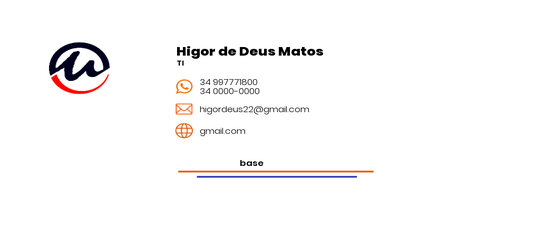 Higor de Deus Matos
TI
34 997771800
34 0000-0000
higordeus22@gmail.com
gmail.com
base